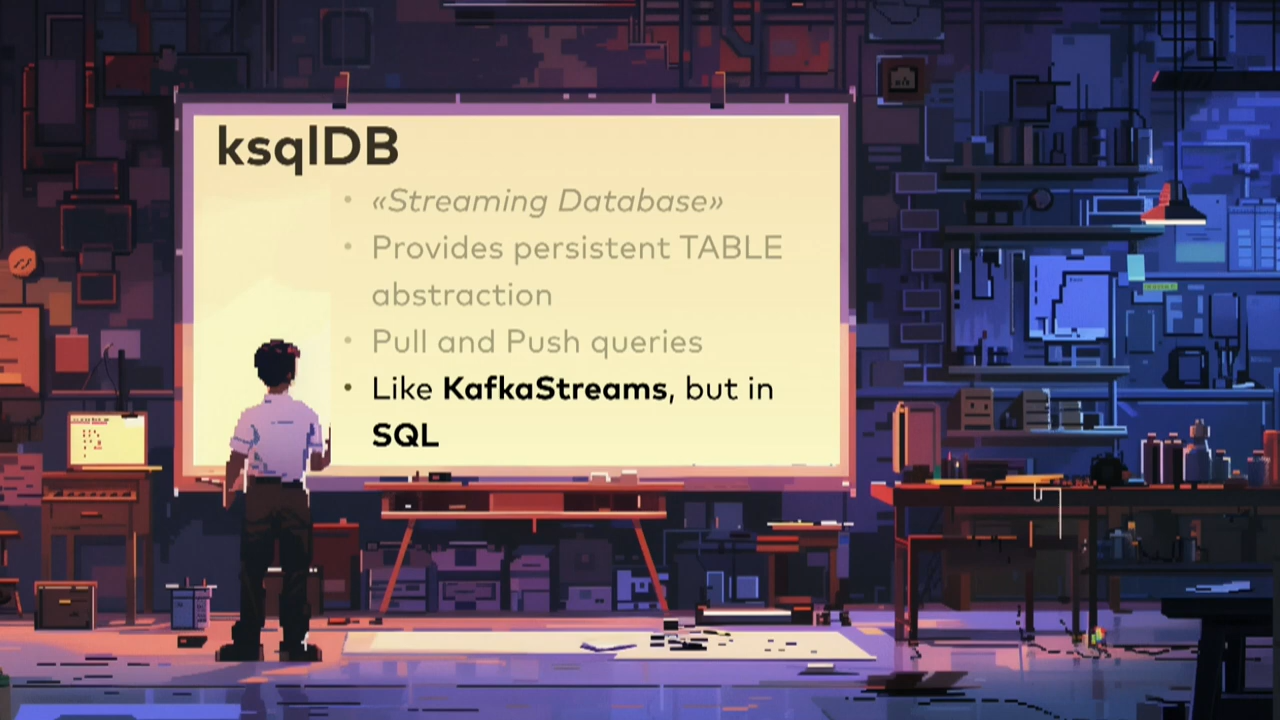 ksqlDB
• «Streaming Database»
• Provides persistent TABLE
abstraction
• Pull and Push queries
• Like KafkaStreams, but in
SQL